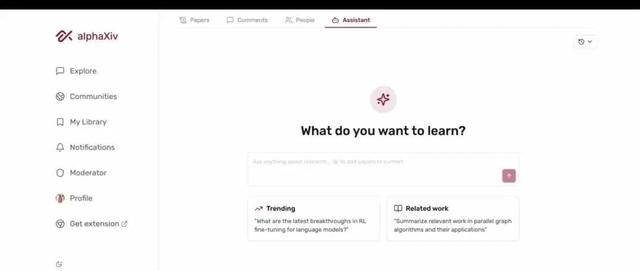 alphaXiv
Papers
Comments
People
Assistant
Explore
Communities
My Library
Notifications
Moderator
Profile
Get extension
What do you want to learn?
Ask anything about research... '@' to add papers to context
Trending
"What are the latest breakthroughs in RL
fine-tuning for language models?"
Related work
"Summarize relevant work in parallel graph
algorithms and their applications"